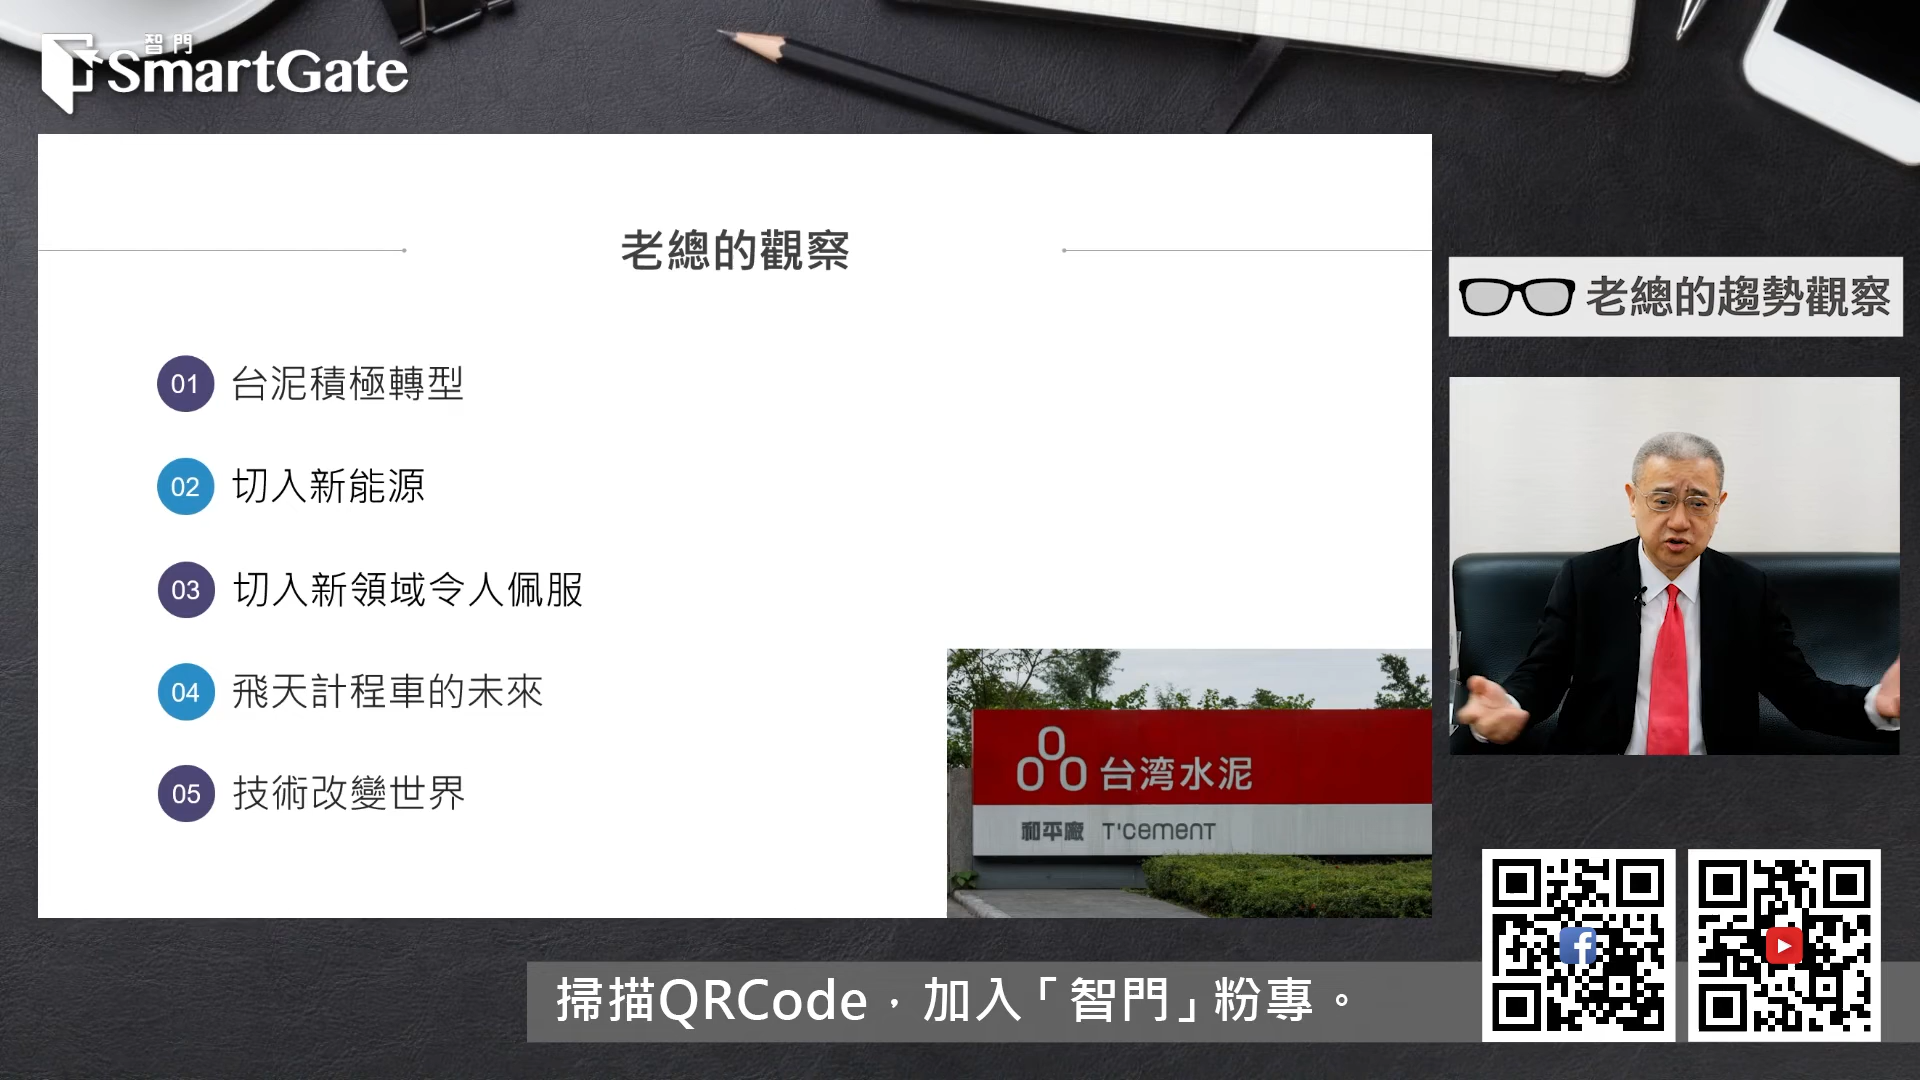 智門
SmartGate
老總的觀察
01 台泥積極轉型
02 切入新能源
03 切入新領域令人佩服
04 飛天計程車的未來
05 技術改變世界
台湾水泥
和平廠 T'CEMENT
老總的趨勢觀察
掃描QRCode，加入「智門」粉專。